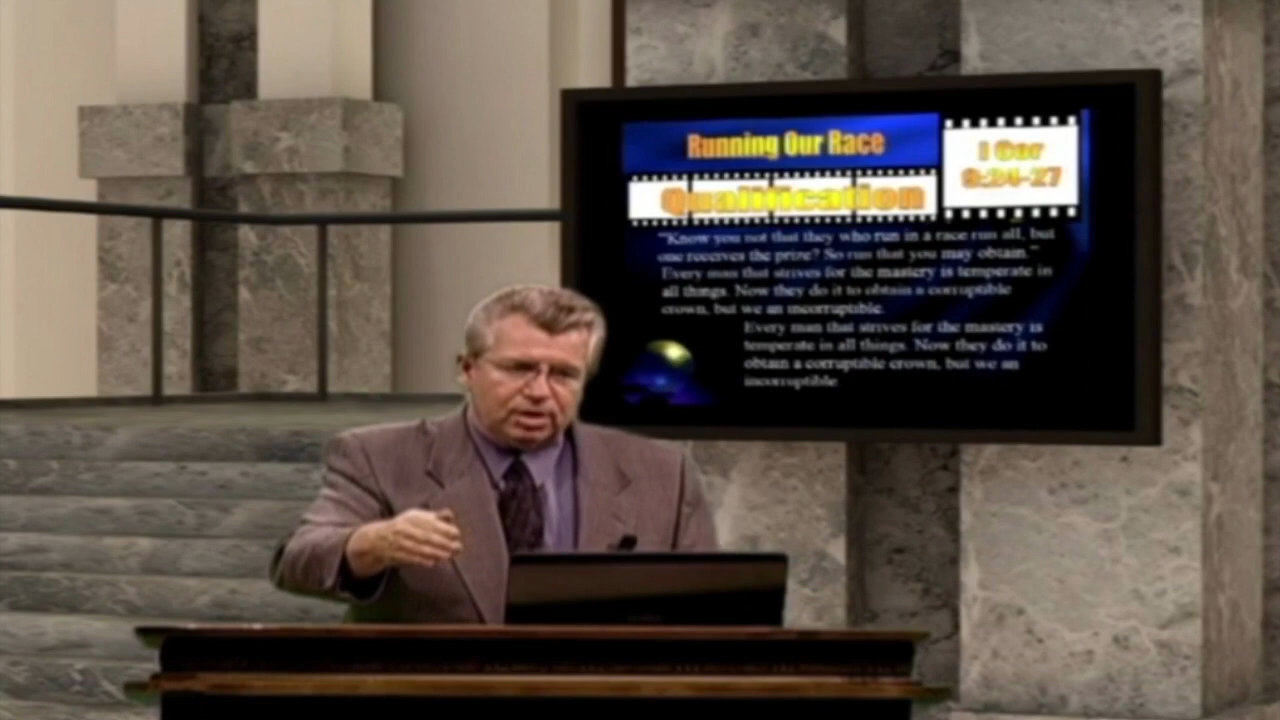 Running Our Race
Qualification
I Cor
9:24-27
"Know you not that they who run in a race run all, but
one receives the prize? So run that you may obtain."
Every man that strives for the mastery is temperate in
all things. Now they do it to obtain a corruptible
crown, but we an incorruptible.
Every man that strives for the mastery is
temperate in all things. Now they do it to
obtain a corruptible crown, but we an
incorruptible